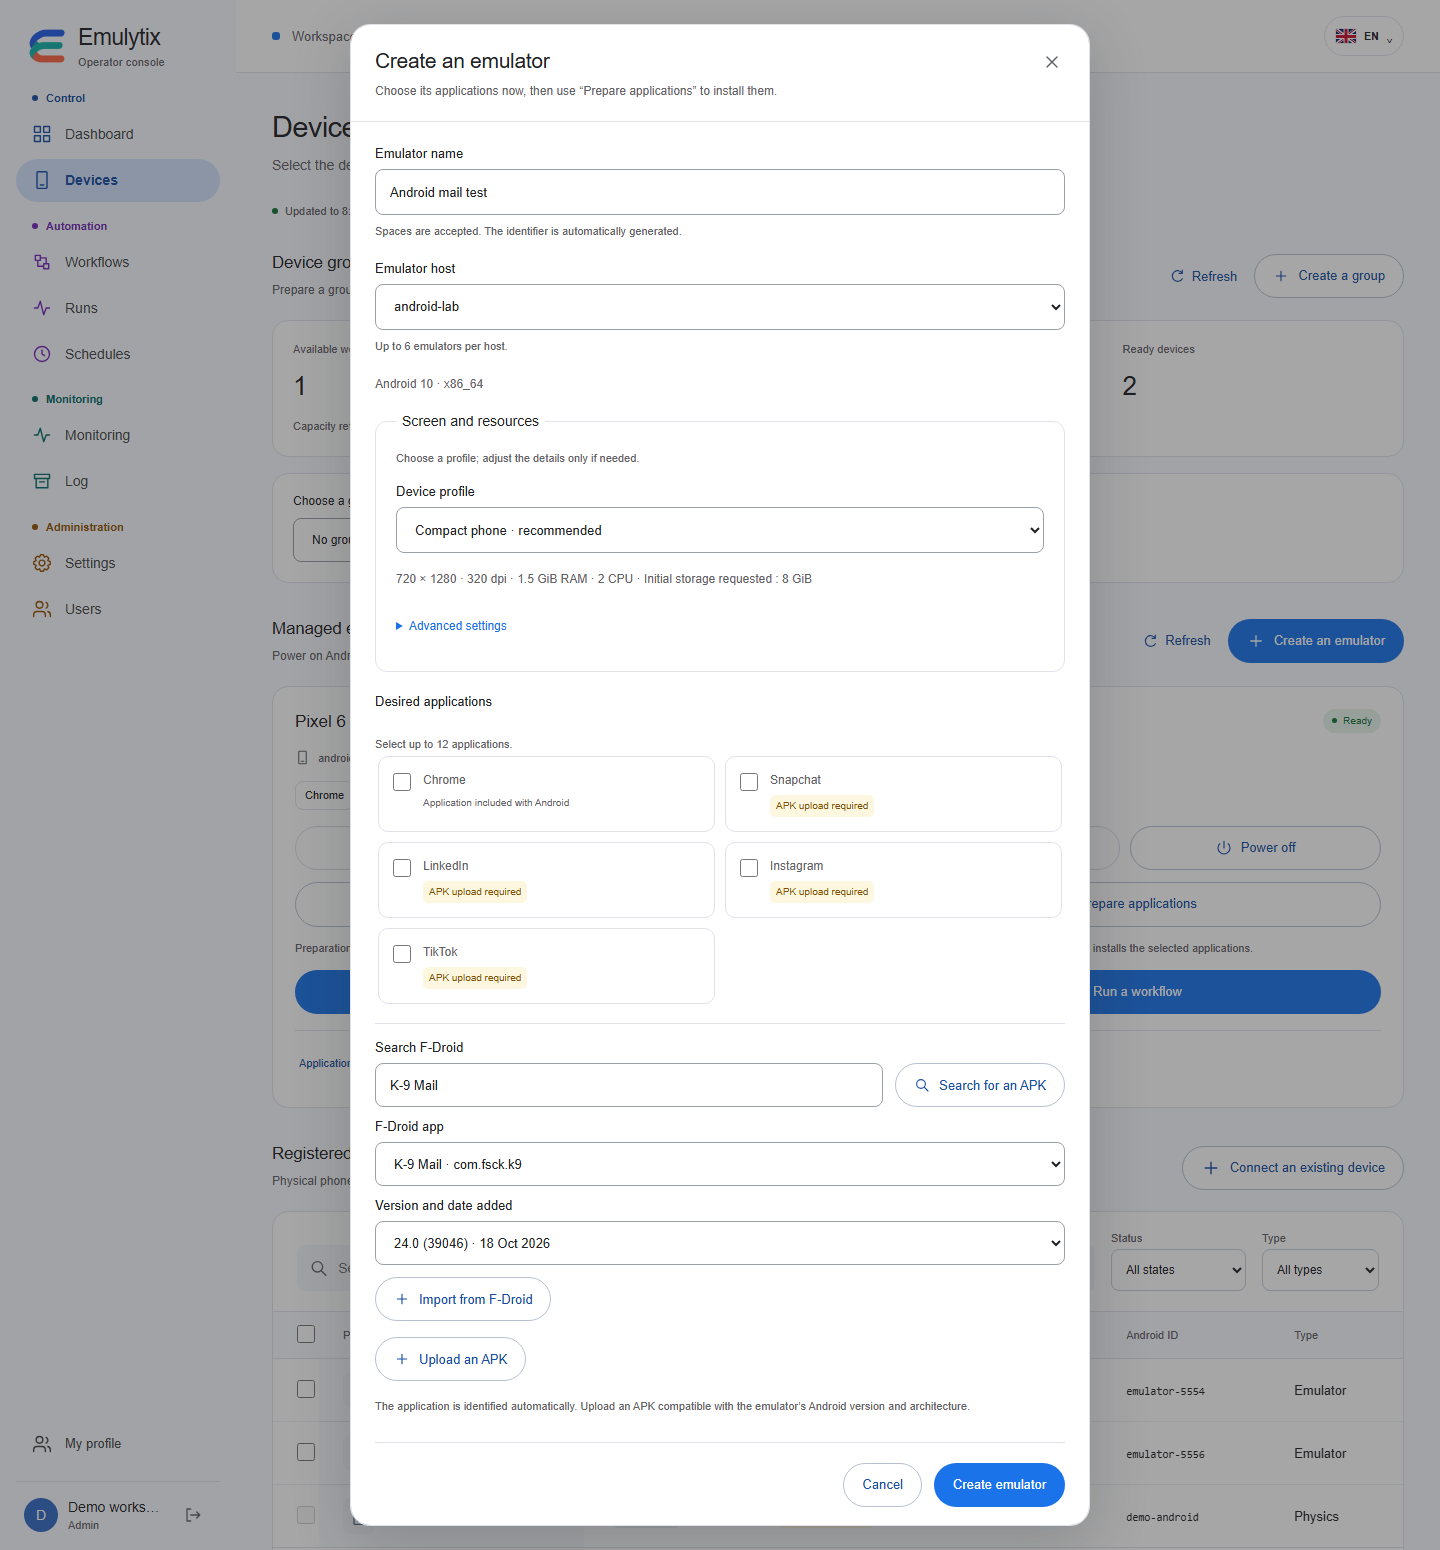 Emulytix
Operator console
Control
Dashboard
Devices
Automation
Workflows
Runs
Schedules
Monitoring
Monitoring
Log
Administration
Settings
Users
My profile
D
Demo works...
Admin
Workspac
EN
Device
Select the de
Updated to 8:
Device gro
Prepare a grou
Refresh
Create a group
Available w
1
Capacity re
Ready devices
2
Choose a g
No grou
Managed e
Power on Andr
Refresh
Create an emulator
Pixel 6
androi
Chrome
Ready
Power off
epare applications
Preparation
installs the selected applications.
Run a workflow
Application
Registered
Physical phone
Connect an existing device
Se
Status
All states
Type
All types
P
Android ID
Type
emulator-5554
Emulator
emulator-5556
Emulator
demo-android
Physics
Create an emulator
Choose its applications now, then use “Prepare applications” to install them.
Emulator name
Android mail test
Spaces are accepted. The identifier is automatically generated.
Emulator host
android-lab
Up to 6 emulators per host.
Android 10 · x86_64
Screen and resources
Choose a profile; adjust the details only if needed.
Device profile
Compact phone · recommended
720 × 1280 · 320 dpi · 1.5 GiB RAM · 2 CPU · Initial storage requested : 8 GiB
Advanced settings
Desired applications
Select up to 12 applications.
Chrome
Application included with Android
Snapchat
APK upload required
LinkedIn
APK upload required
Instagram
APK upload required
TikTok
APK upload required
Search F-Droid
K-9 Mail
Search for an APK
F-Droid app
K-9 Mail · com.fsck.k9
Version and date added
24.0 (39046) · 18 Oct 2026
Import from F-Droid
Upload an APK
The application is identified automatically. Upload an APK compatible with the emulator's Android version and architecture.
Cancel
Create emulator